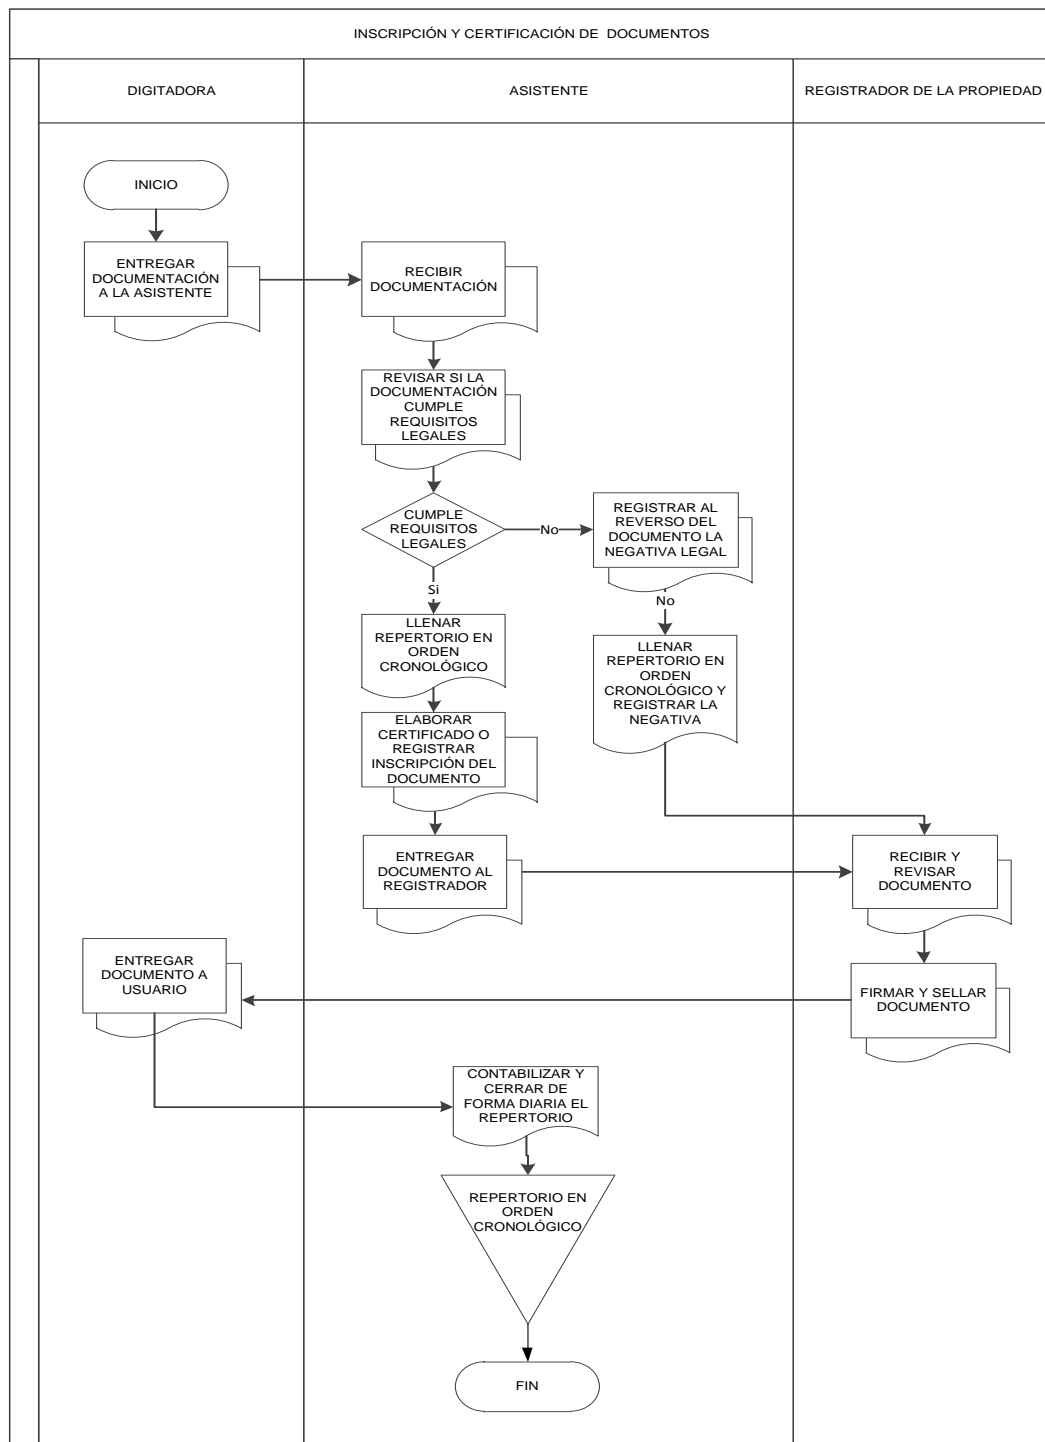 INSCRIPCIÓN Y CERTIFICACIÓN DE DOCUMENTOS
DIGITADORA
ASISTENTE
REGISTRADOR DE LA PROPIEDAD
INICIO
ENTREGAR
DOCUMENTACIÓN
A LA ASISTENTE
RECIBIR
DOCUMENTACIÓN
REVISAR SI LA
DOCUMENTACIÓN
CUMPLE
REQUISITOS
LEGALES
CUMPLE
REQUISITOS
LEGALES
No
REGISTRAR AL
REVERSO DEL
DOCUMENTO LA
NEGATIVA LEGAL
Si
No
LLENAR
REPERTORIO EN
ORDEN
CRONOLÓGICO
LLENAR
REPERTORIO EN
ORDEN
CRONOLÓGICO Y
REGISTRAR LA
NEGATIVA
ELABORAR
CERTIFICADO O
REGISTRAR
INSCRIPCIÓN DEL
DOCUMENTO
ENTREGAR
DOCUMENTO AL
REGISTRADOR
RECIBIR Y
REVISAR
DOCUMENTO
ENTREGAR
DOCUMENTO A
USUARIO
FIRMAR Y SELLAR
DOCUMENTO
CONTABILIZAR Y
CERRAR DE
FORMA DIARIA EL
REPERTORIO
REPERTORIO EN
ORDEN
CRONOLÓGICO
FIN